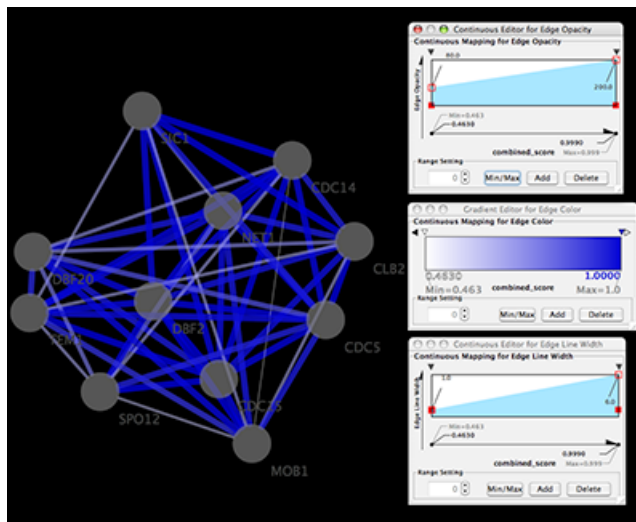 SIC1
CDC14
NET1
CLB2
DBF20
TEM1
DBF2
CDC5
SPO12
CDC15
MOB1
Continuous Editor for Edge Opacity
Continuous Mapping for Edge Opacity
80.0
200.0
Edge Opacity
Min=0.463
0.4630
0.9990
combined_score Max=0.999
Range Setting
0 Min/Max Add Delete
Gradient Editor for Edge Color
Continuous Mapping for Edge Color
0.4630 1.0000
Min=0.463 combined_score Max=1.0
Range Setting
0 Min/Max Add Delete
Continuous Editor for Edge Line Width
Continuous Mapping for Edge Line Width
1.0
6.0
Edge Line Width
Min=0.463
0.4630
0.9990
combined_score Max=0.999
Range Setting
0 Min/Max Add Delete